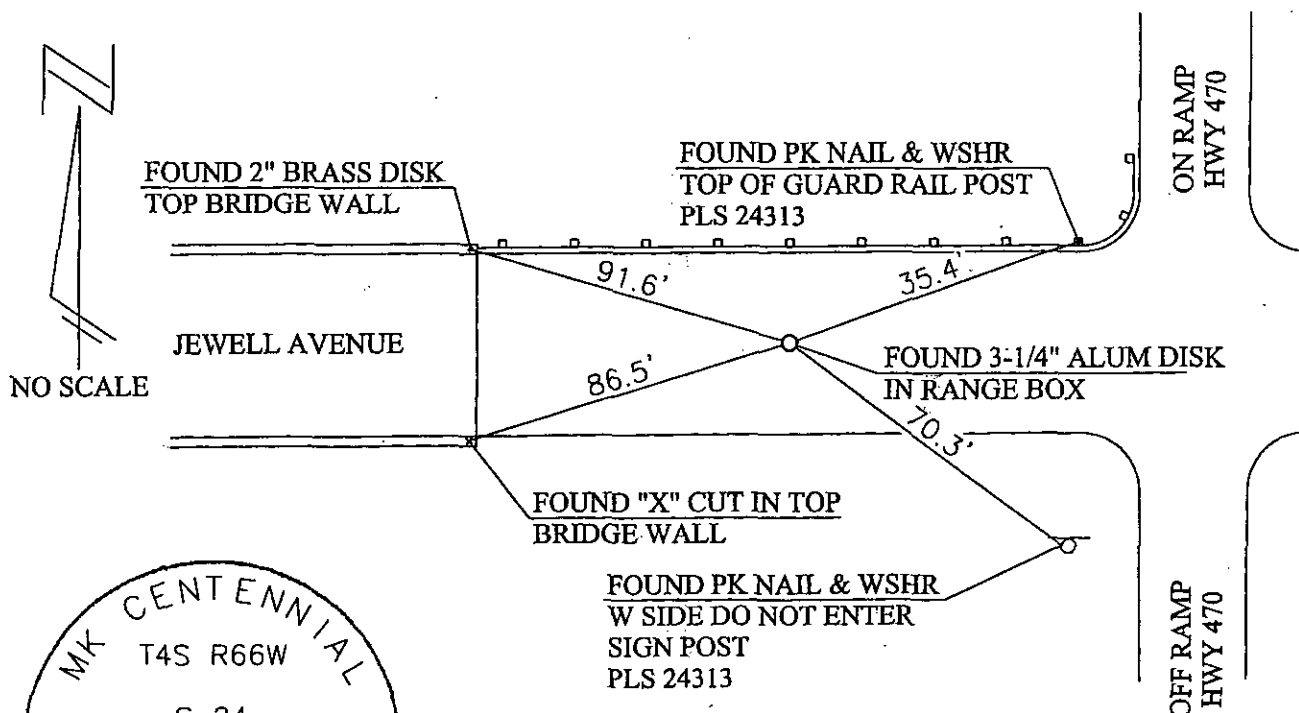 FOUND 2" BRASS DISK
TOP BRIDGE WALL
FOUND PK NAIL & WSHR
TOP OF GUARD RAIL POST
PLS 24313
ON RAMP
HWY 470
91.6'
35.4'
JEWELL AVENUE
NO SCALE
86.5'
FOUND 3-1/4" ALUM DISK
IN RANGE BOX
70.3'
FOUND "X" CUT IN TOP
BRIDGE WALL
FOUND PK NAIL & WSHR
W SIDE DO NOT ENTER
SIGN POST
PLS 24313
OFF RAMP
HWY 470
MK CENTENNIAL
T4S R66W